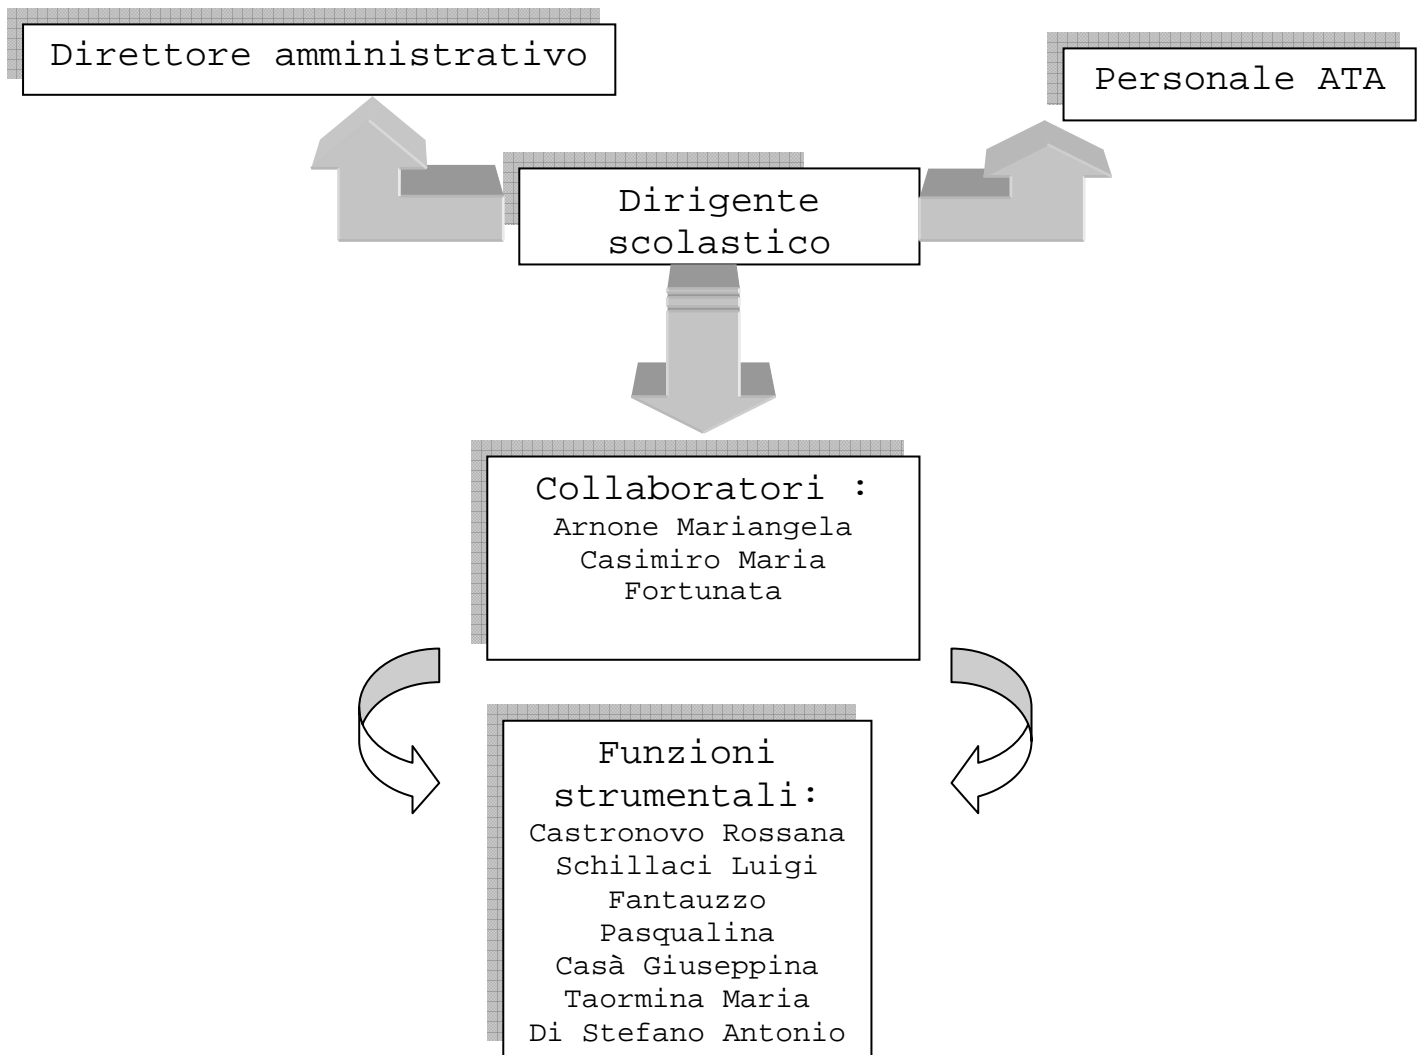 Direttore amministrativo
Personale ATA
Dirigente
scolastico
Collaboratori :
Arnone Mariangela
Casimiro Maria
Fortunata
Funzioni
strumentali:
Castronovo Rossana
Schillaci Luigi
Fantauzzo
Pasqualina
Casà Giuseppina
Taormina Maria
Di Stefano Antonio